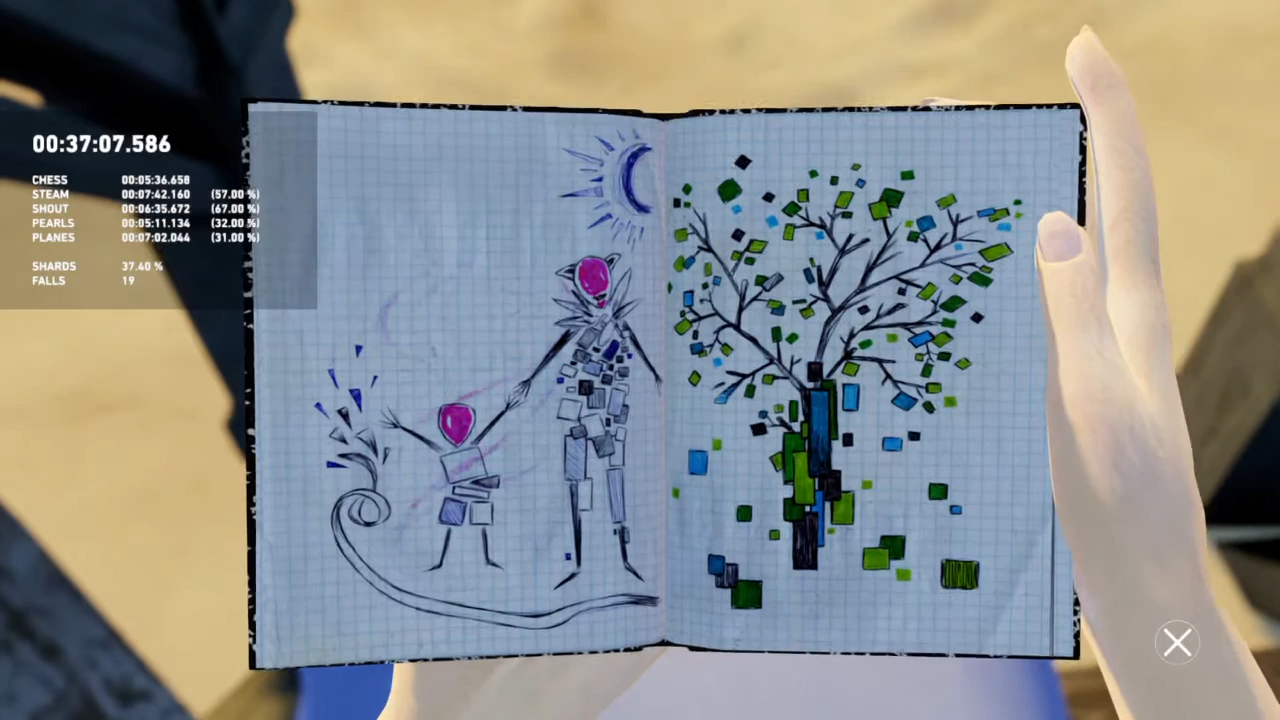 00:37:07.586
CHESS 00:05:36.658
STEAM 00:07:42.160 (57.00 %)
SHOUT 00:06:35.672 (67.00 %)
PEARLS 00:05:11.134 (32.00 %)
PLANES 00:07:02.044 (31.00 %)
SHARDS 37.40 %
FALLS 19